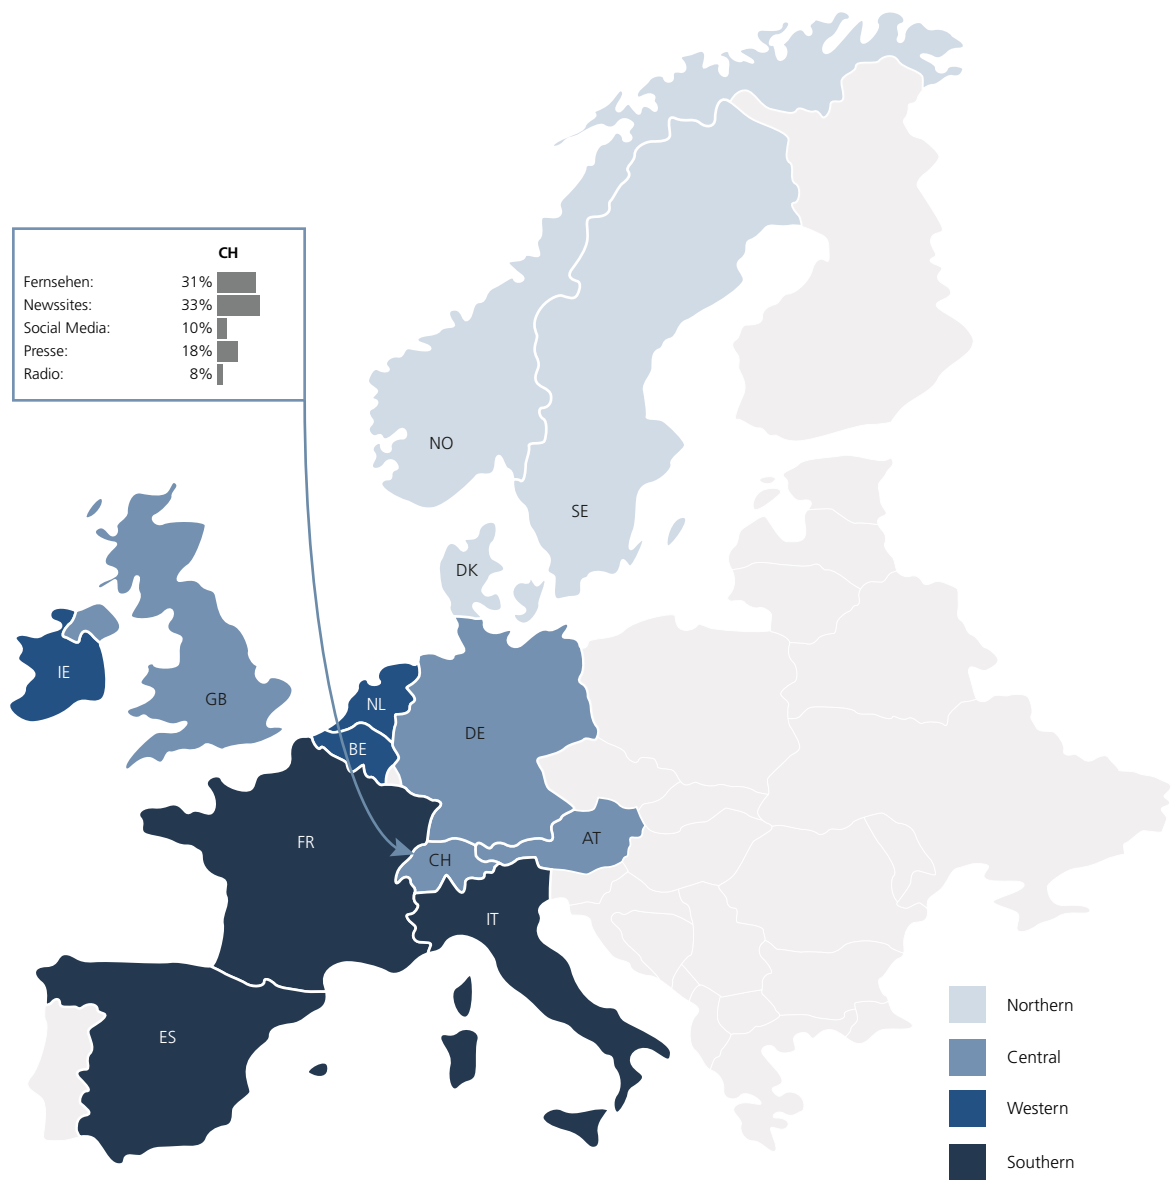 CH
Fernsehen: 31%
Newssites: 33%
Social Media: 10%
Presse: 18%
Radio: 8%
NO
SE
DK
IE
GB
NL
BE
DE
FR
CH
AT
IT
ES
Northern
Central
Western
Southern